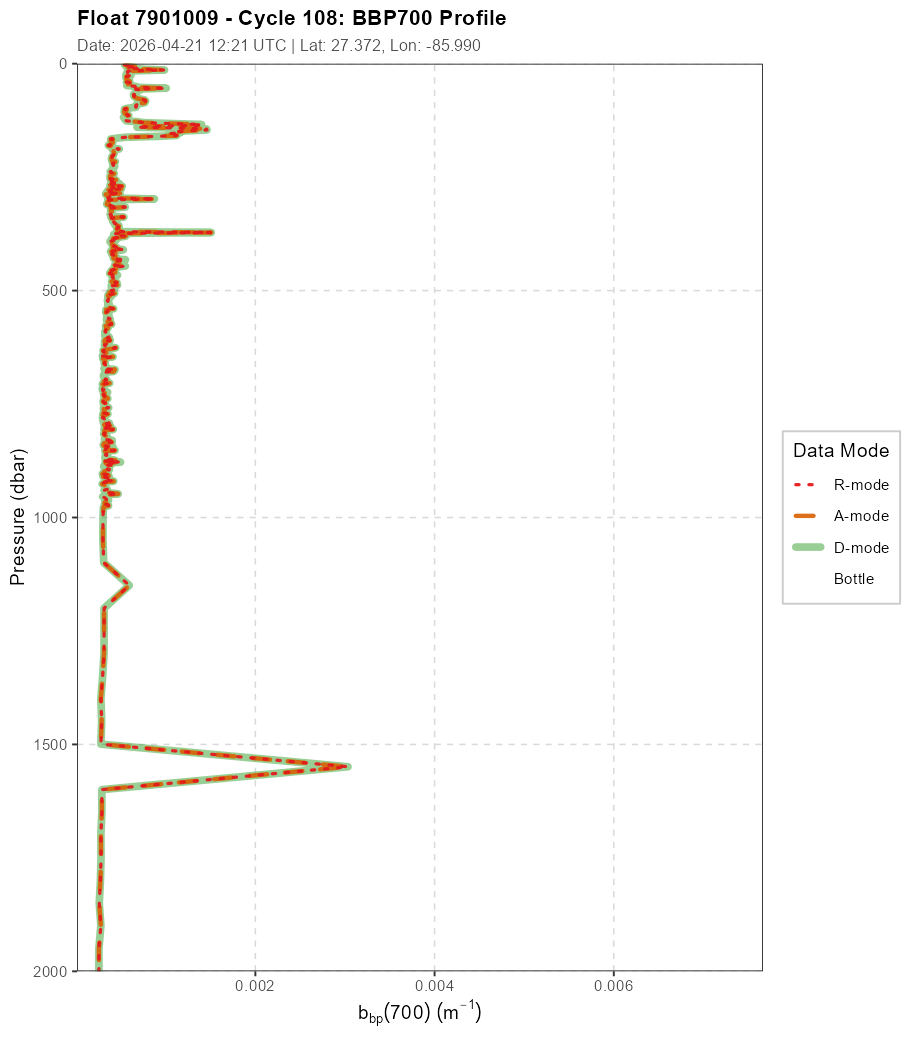 Float 7901009 - Cycle 108: BBP700 Profile
Date: 2026-04-21 12:21 UTC | Lat: 27.372, Lon: -85.990
0
500
1000
1500
2000
Pressure (dbar)
0.002 0.004 0.006
b_bp(700) (m⁻¹)
Data Mode
R-mode
A-mode
D-mode
Bottle